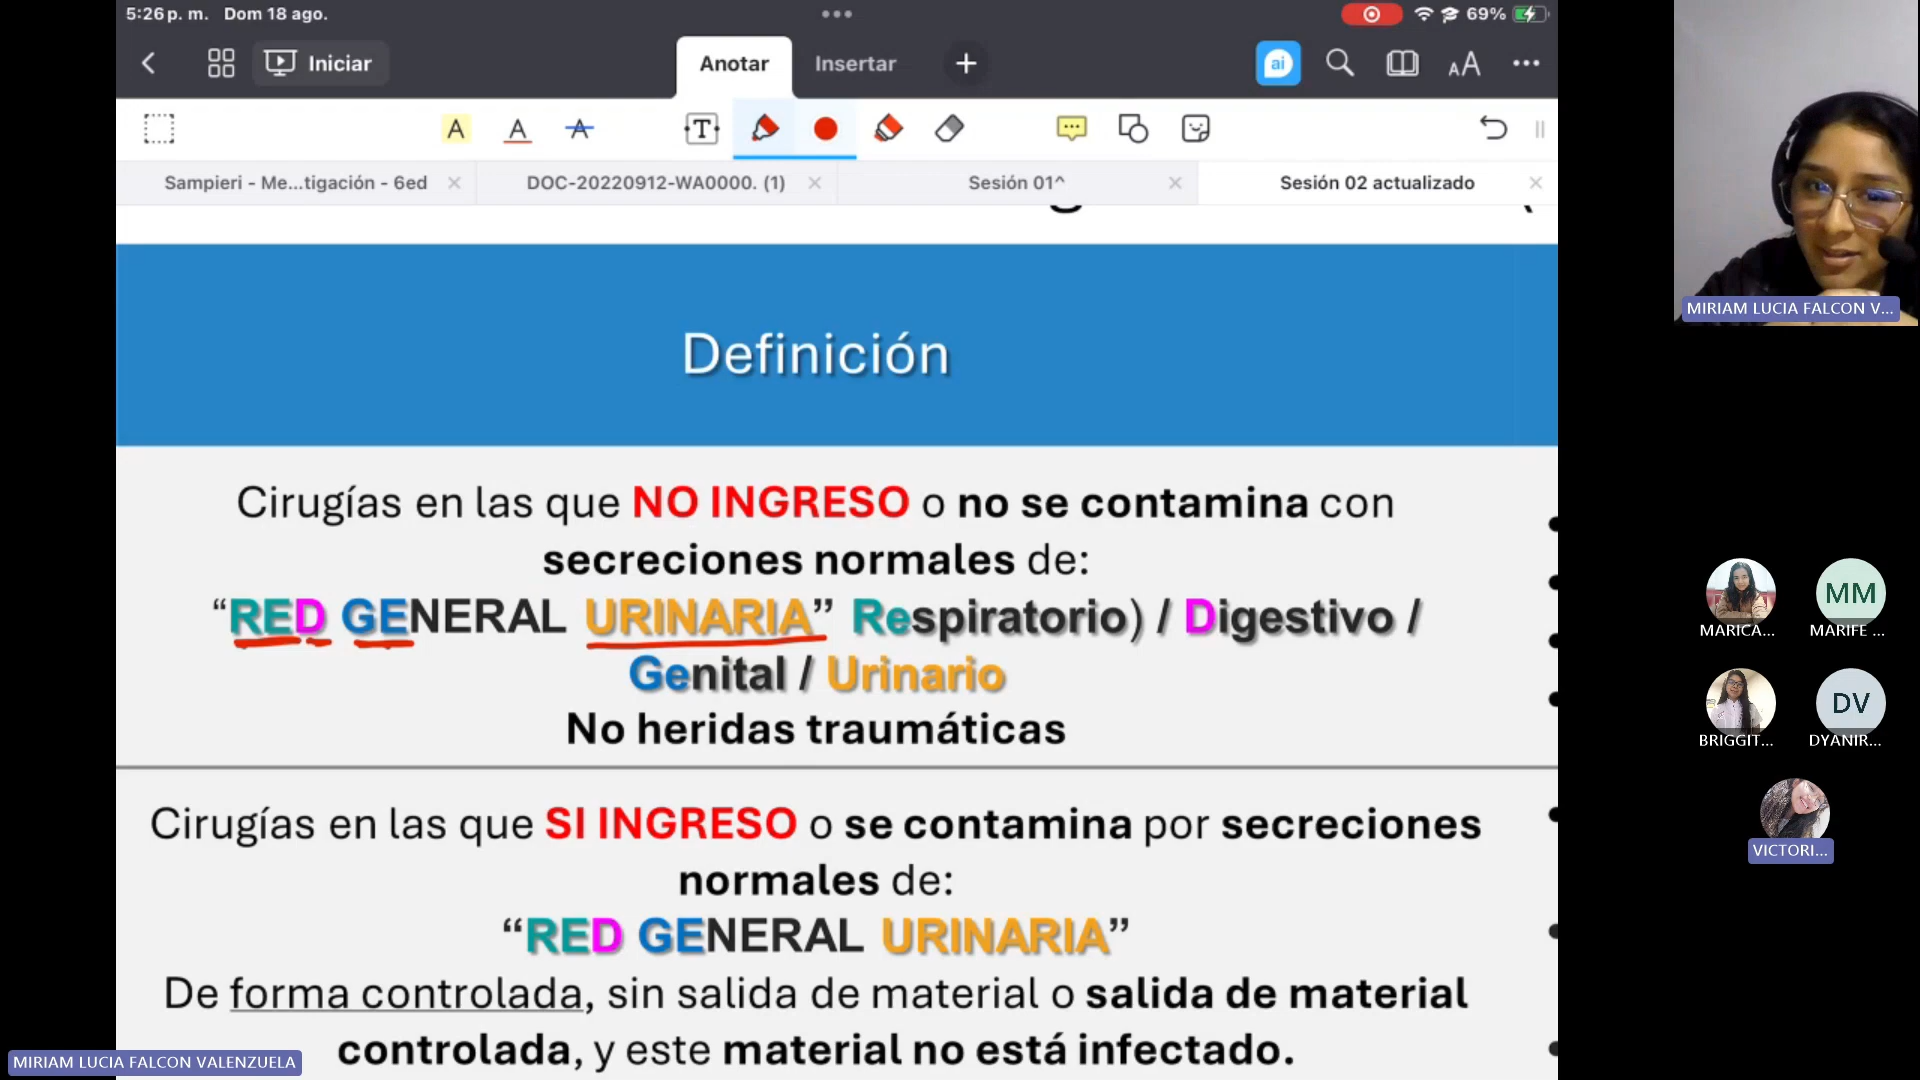 5:26 p. m. Dom 18 ago.
69%
Iniciar
Anotar
Insertar
ai
AA
A A A T
Sampieri - Me...tigación - 6ed
DOC-20220912-WA0000. (1)
Sesión 01^
Sesión 02 actualizado
Definición
Cirugías en las que NO INGRESO o no se contamina con
secreciones normales de:
“RED GENERAL URINARIA” Respiratorio) / Digestivo /
Genital / Urinario
No heridas traumáticas
Cirugías en las que SI INGRESO o se contamina por secreciones
normales de:
“RED GENERAL URINARIA”
De forma controlada, sin salida de material o salida de material
controlada, y este material no está infectado.
MIRIAM LUCIA FALCON VALENZUELA
MIRIAM LUCIA FALCON V...
MARICA...
MM
MARIFE ...
BRIGGIT...
DV
DYANIR...
VICTORI...